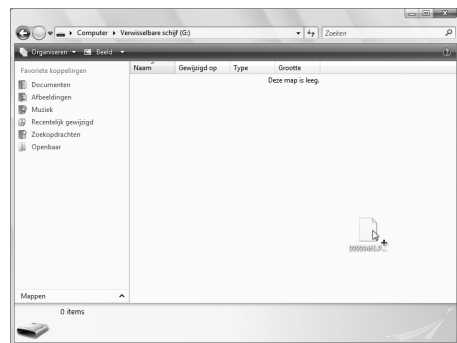 Computer Verwisselbare schijf (G:) Zoeken
Organiseren Beeld
Favoriete koppelingen
Naam Gewijzigd op Type Grootte
Deze map is leeg.
Documenten
Afbeeldingen
Muziek
Recentelijk gewijzigd
Zoekopdrachten
Openbaar
Mappen
0 items